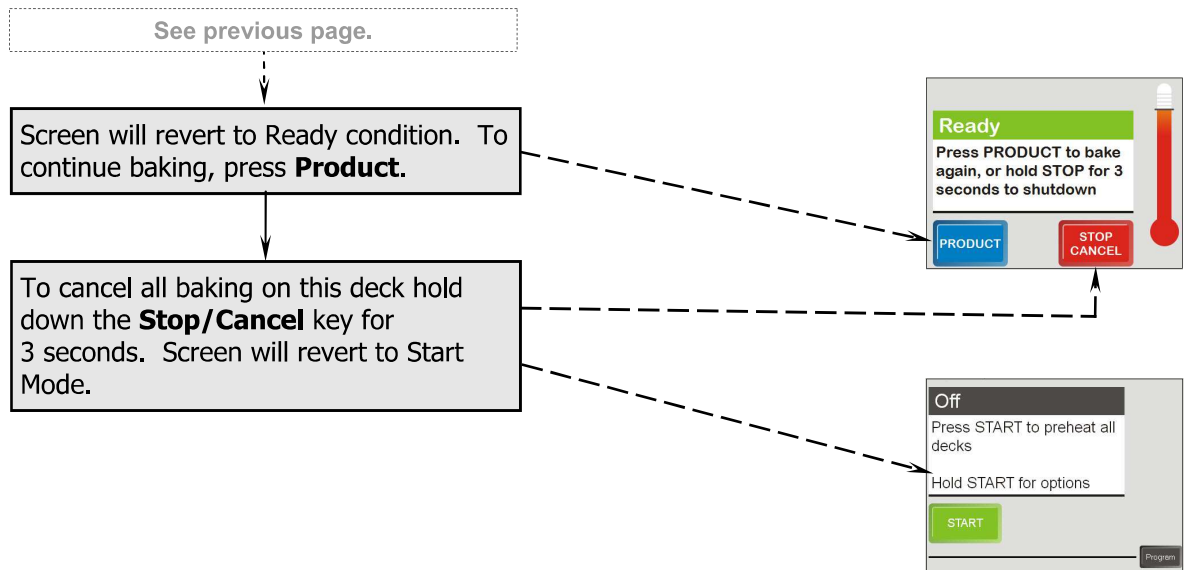 See previous page.
Screen will revert to Ready condition.  To
continue baking, press Product.
To cancel all baking on this deck hold
down the Stop/Cancel key for
3 seconds.  Screen will revert to Start
Mode.
Ready
Press PRODUCT to bake
again, or hold STOP for 3
seconds to shutdown
PRODUCT
STOP
CANCEL
Off
Press START to preheat all
decks
Hold START for options
START
Program